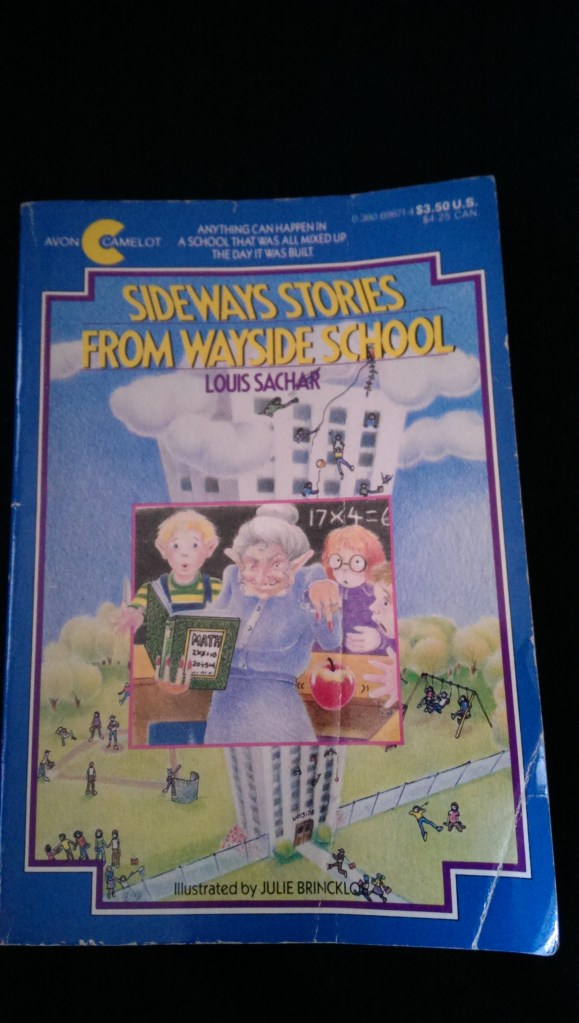 AVON CAMELOT
ANYTHING CAN HAPPEN IN
A SCHOOL THAT WAS ALL MIXED UP
THE DAY IT WAS BUILT.
$3.50 U.S.
$4.25 CAN
SIDEWAYS STORIES
FROM WAYSIDE SCHOOL
LOUIS SACHAR
17×4=6
MATH
Illustrated by JULIE BRINCKLOE